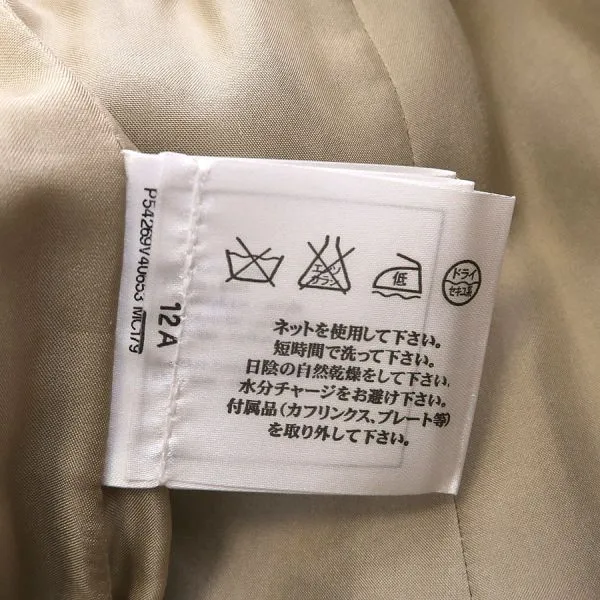 P54269V40653 MC179
12 A
エンソ
カラン
低
ドライ
セキユ系
ネットを使用して下さい。
短時間で洗って下さい。
日陰の自然乾燥をして下さい。
水分チャージをお避け下さい。
付属品(カフリンクス、プレート等)
を取り外して下さい。